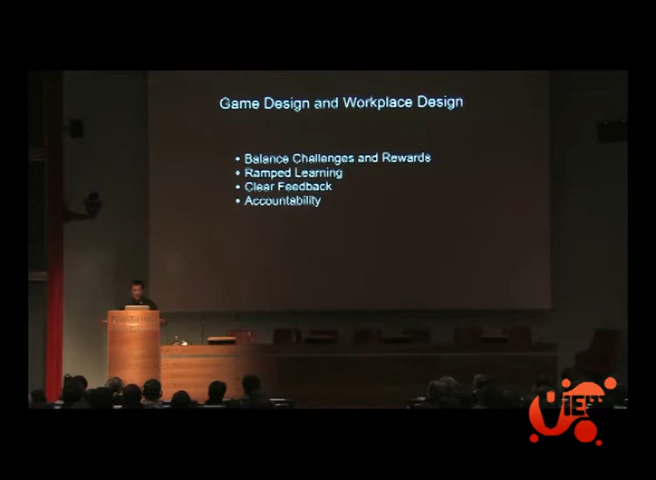 Game Design and Workplace Design
• Balance Challenges and Rewards
• Ramped Learning
• Clear Feedback
• Accountability